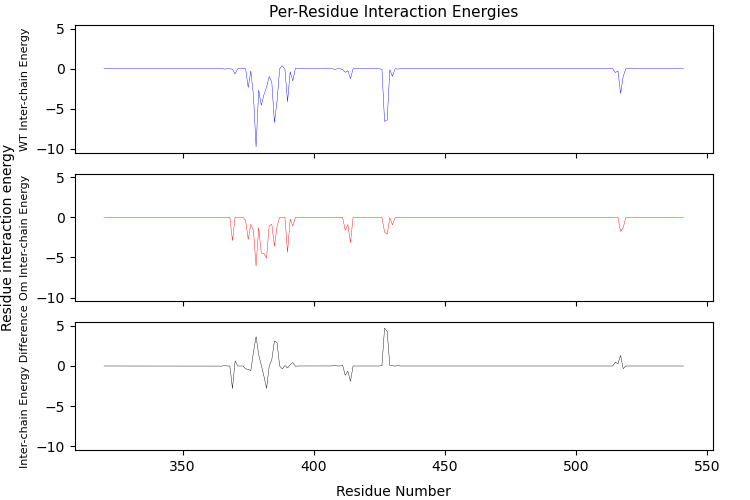 Per-Residue Interaction Energies
Residue interaction energy
WT Inter-chain Energy
5
0
−5
−10
Om Inter-chain Energy
5
0
−5
−10
Inter-chain Energy Difference
5
0
−5
−10
350
400
450
500
550
Residue Number